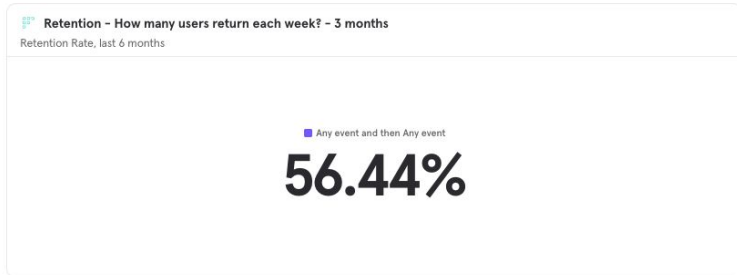 Retention - How many users return each week? - 3 months
Retention Rate, last 6 months
Any event and then Any event
56.44%